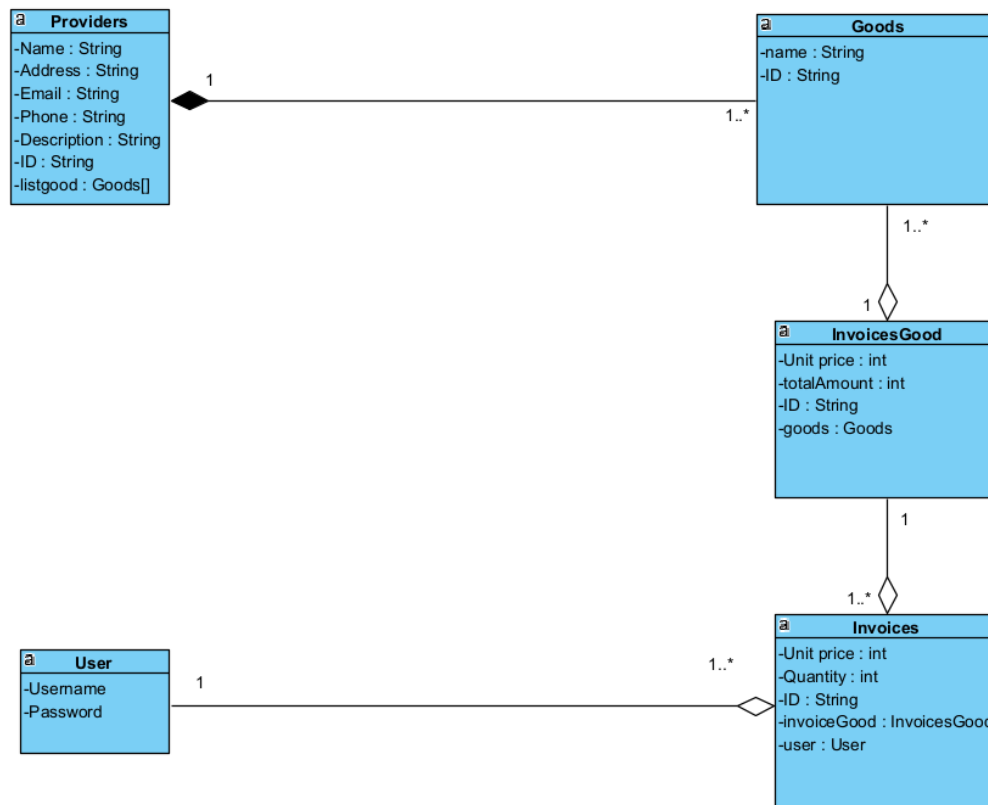 a Providers
-Name : String
-Address : String
-Email : String
-Phone : String
-Description : String
-ID : String
-listgood : Goods[]
1
1..*
a Goods
-name : String
-ID : String
1..*
1
a InvoicesGood
-Unit price : int
-totalAmount : int
-ID : String
-goods : Goods
1
1..*
a Invoices
-Unit price : int
-Quantity : int
-ID : String
-invoiceGood : InvoicesGood
-user : User
a User
-Username
-Password
1
1..*